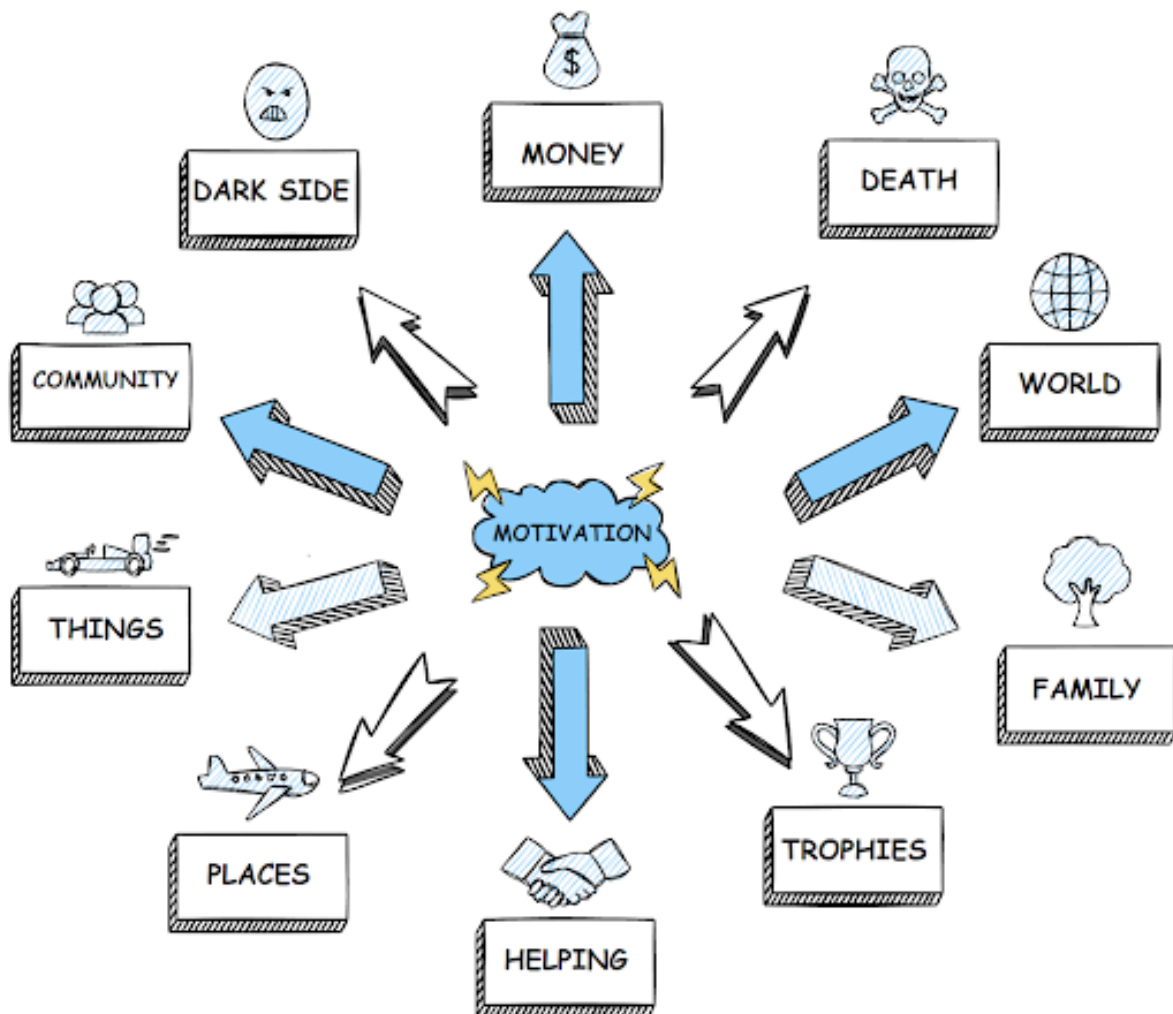 $
MONEY
DEATH
DARK SIDE
WORLD
COMMUNITY
MOTIVATION
THINGS
FAMILY
PLACES
TROPHIES
HELPING